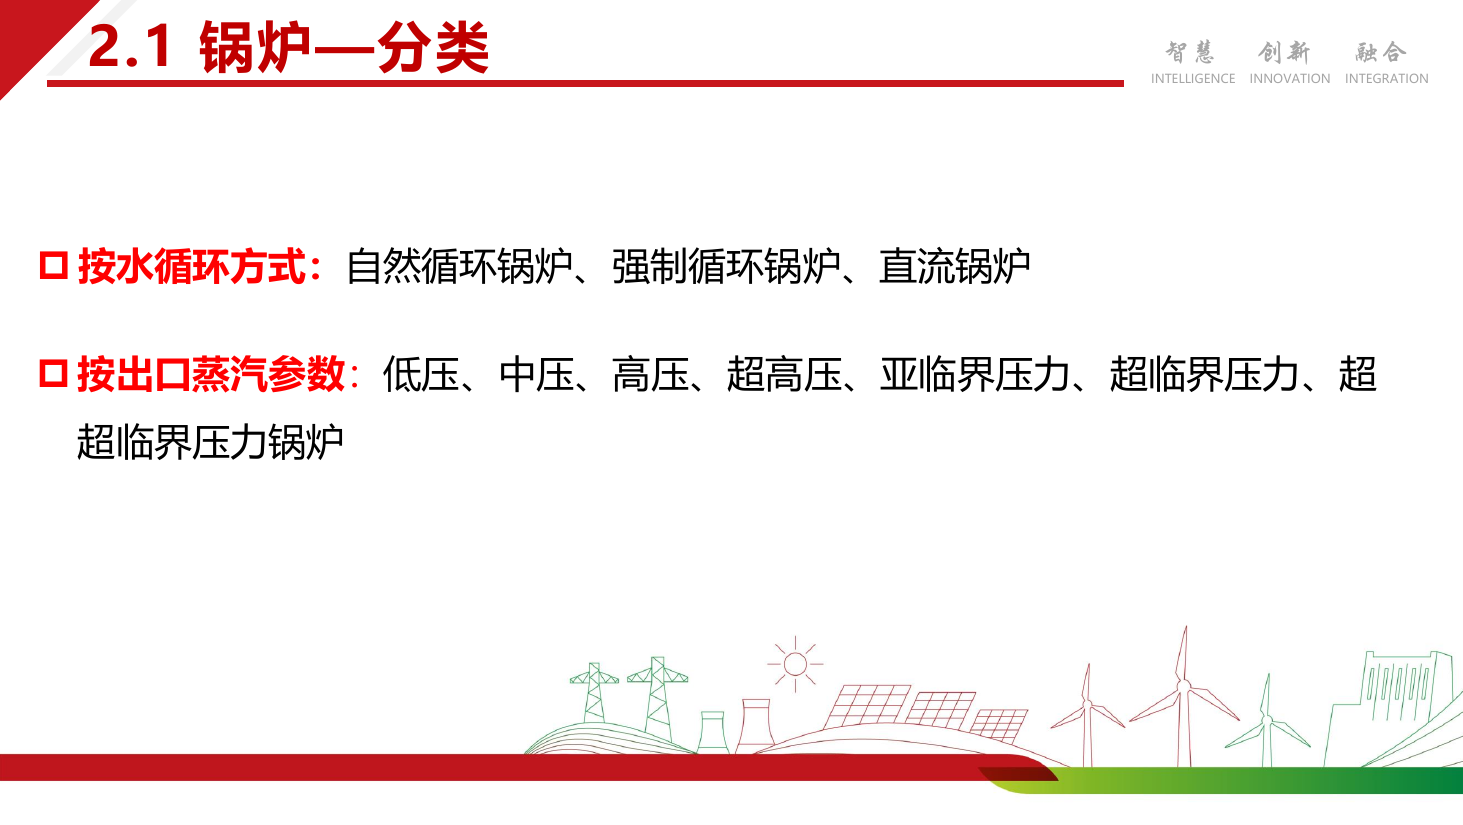 2.1 锅炉—分类
智慧 创新 融合
INTELLIGENCE INNOVATION INTEGRATION
按水循环方式：自然循环锅炉、强制循环锅炉、直流锅炉
按出口蒸汽参数：低压、中压、高压、超高压、亚临界压力、超临界压力、超
超临界压力锅炉